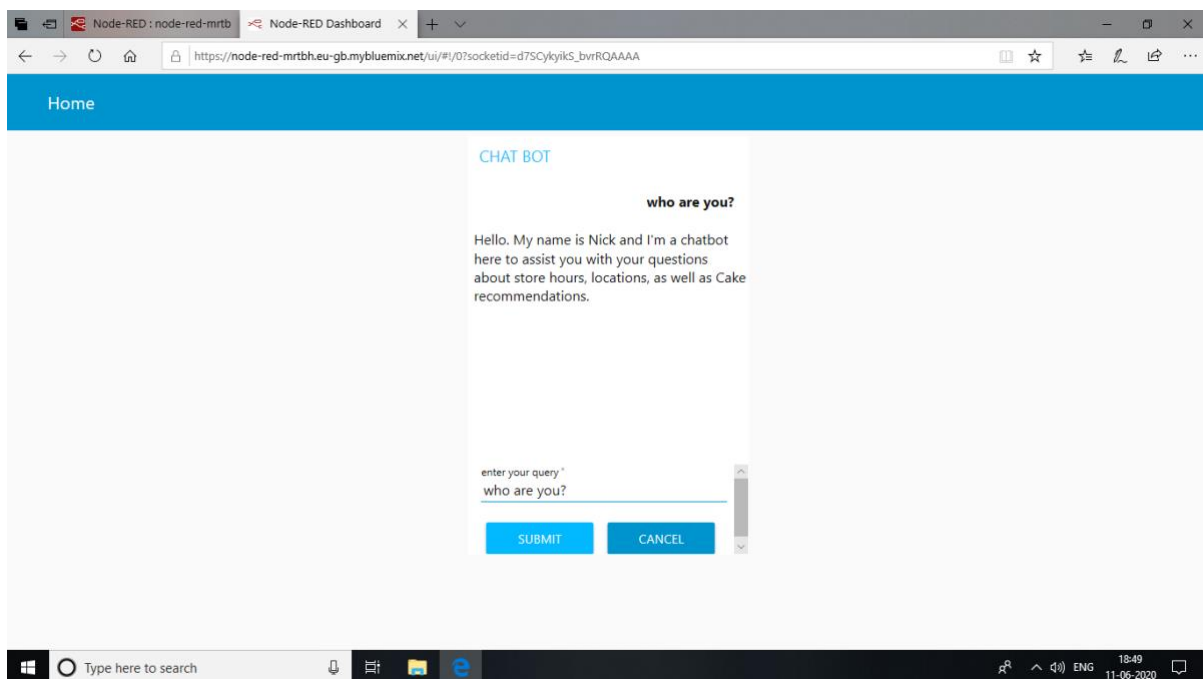 Node-RED : node-red-mrtb
Node-RED Dashboard
https://node-red-mrtbh.eu-gb.mybluemix.net/ui/#!/0?socketid=d7SCykyikS_bvrRQAAAA
Home
CHAT BOT
who are you?
Hello. My name is Nick and I'm a chatbot
here to assist you with your questions
about store hours, locations, as well as Cake
recommendations.
enter your query *
who are you?
SUBMIT CANCEL
Type here to search
ENG
18:49
11-06-2020